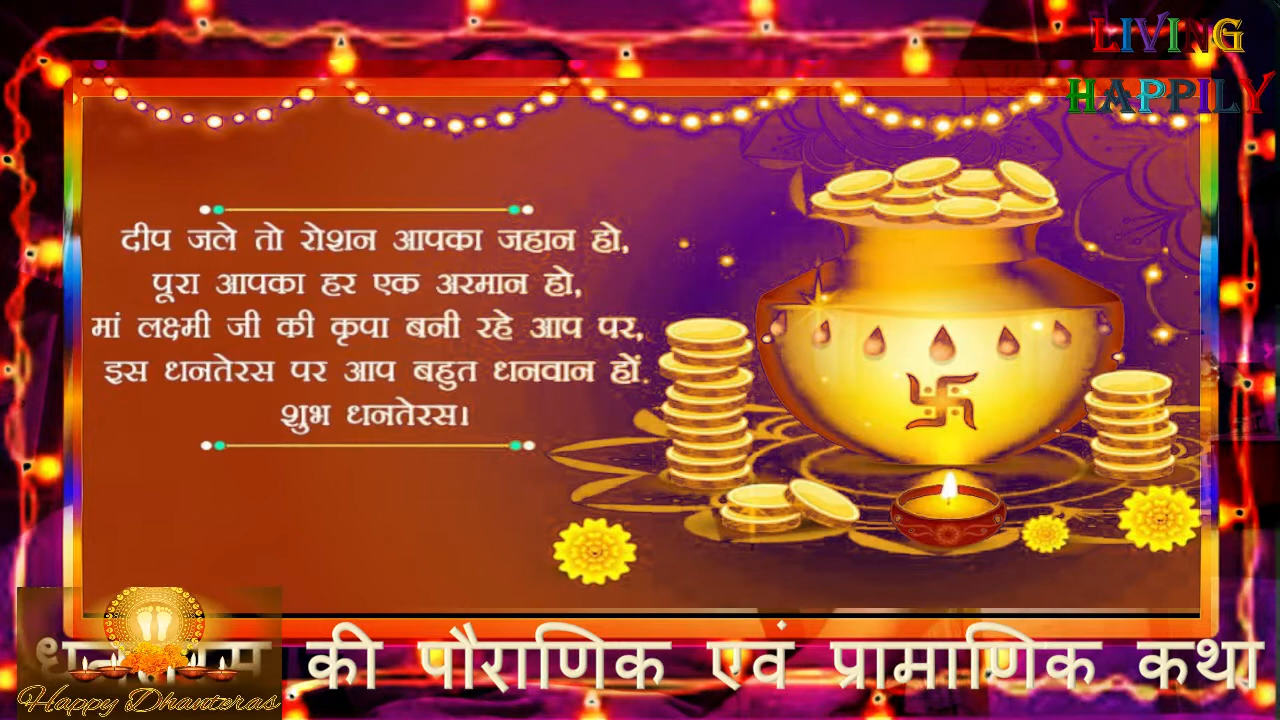 LIVING
HAPPILY
दीप जले तो रोशन आपका जहान हो,
पूरा आपका हर एक अरमान हो,
मां लक्ष्मी जी की कृपा बनी रहे आप पर,
इस धनतेरस पर आप बहुत धनवान हों.
शुभ धनतेरस।
की पौराणिक एवं प्रामाणिक कथा
Happy Dhanteras